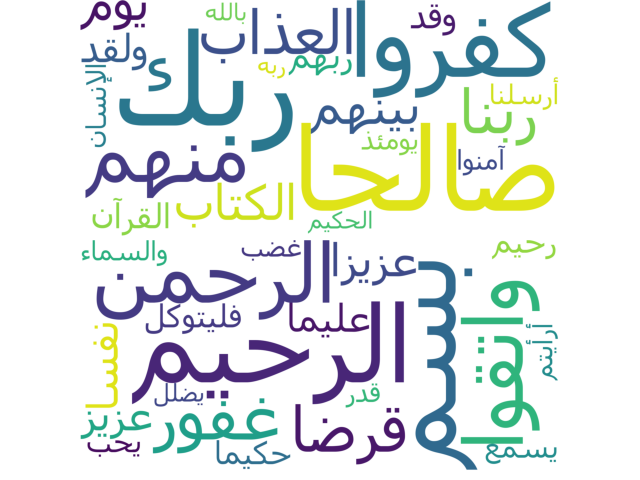 يوم
بالله
وقد
كفروا
ولقد
العذاب
ربهم
ربه
ربك
الإنسان
أرسلنا
ربنا
بينهم
يومئذ
آمنوا
منهم
صالحا
الكتاب
القرآن
الحكيم
والسماء
غضب
رحيم
عزيزا
الرحمن
بسم
واتقوا
فليتوكل
عليما
أرأيتم
نفسا
الرحيم
يضلل
قدر
عزيز
غفور
قرضا
يحب
حكيما
يسمع